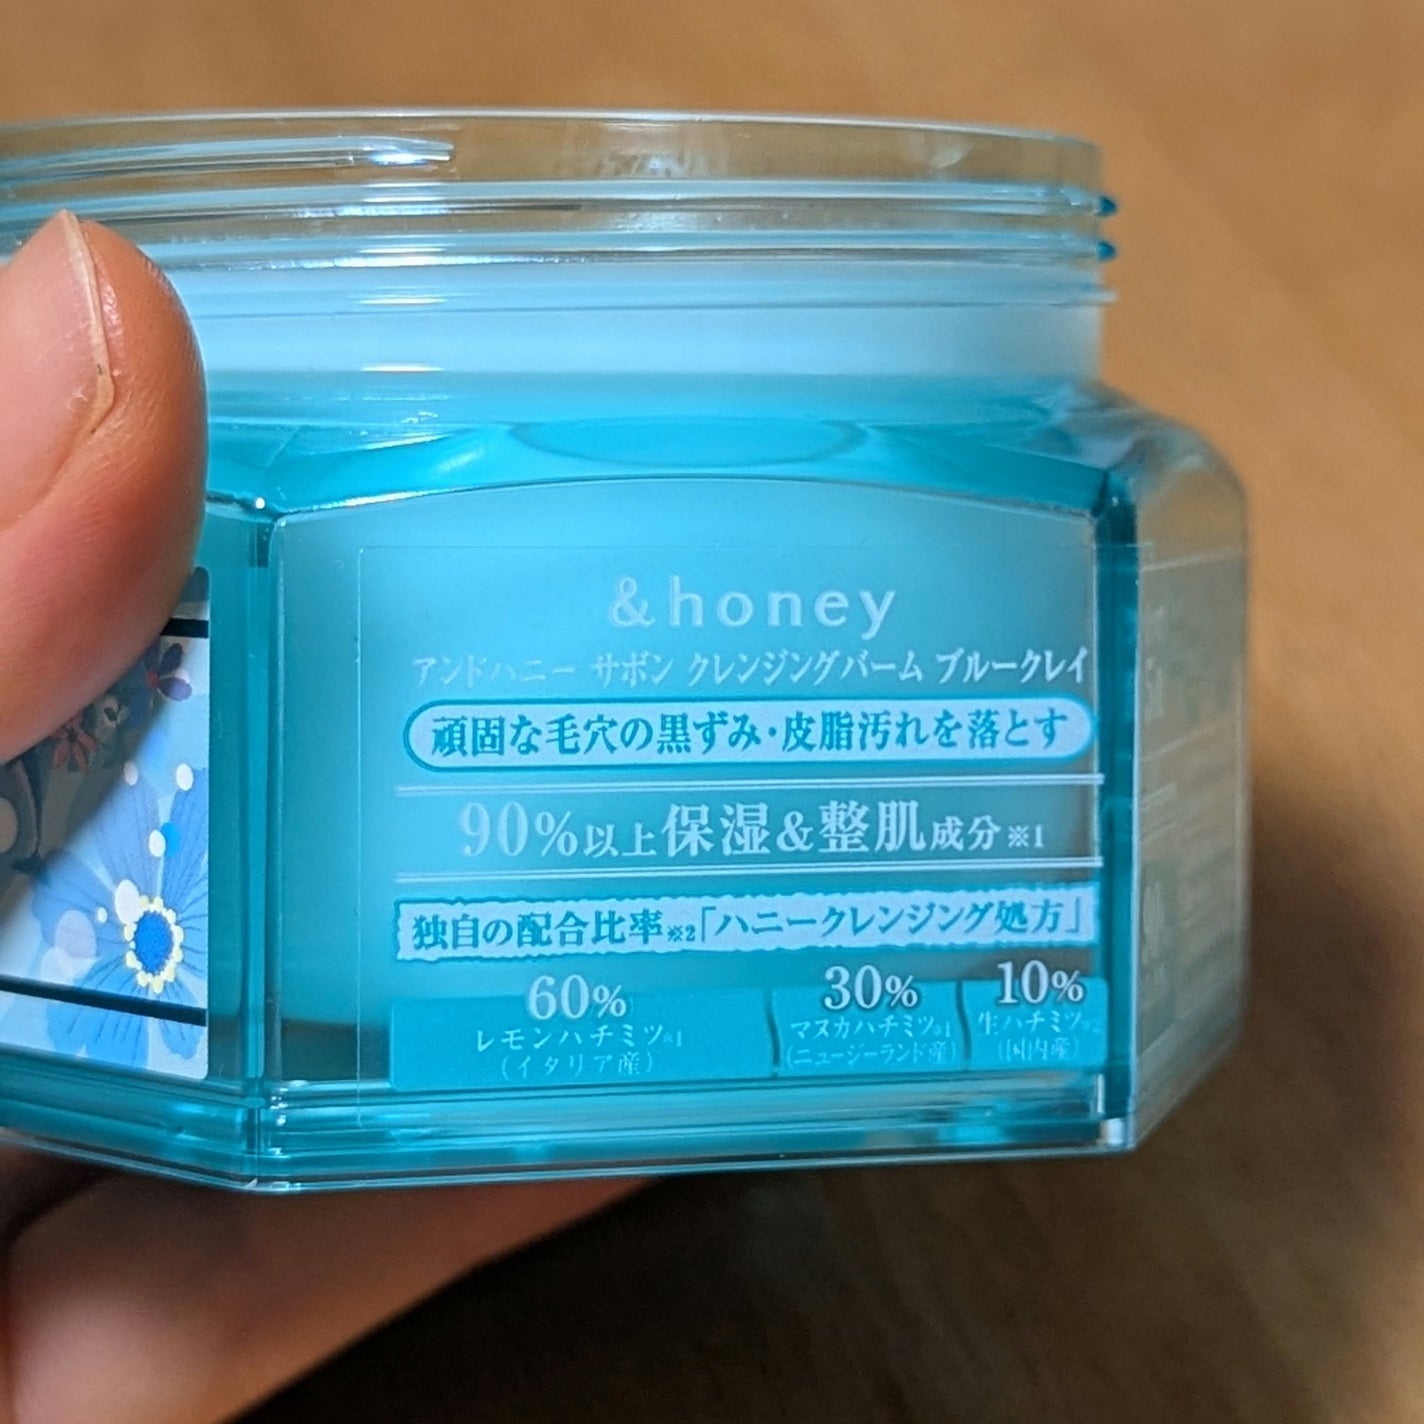 &honey
アンドハニー サボン クレンジングバーム ブルークレイ
頑固な毛穴の黒ずみ・皮脂汚れを落とす
90%以上保湿&整肌成分※1
独自の配合比率※2「ハニークレンジング処方」
60% 30% 10%
レモンハチミツ※1 マヌカハチミツ※1 生ハチミツ※2
(イタリア産) (ニュージーランド産) (国内産)